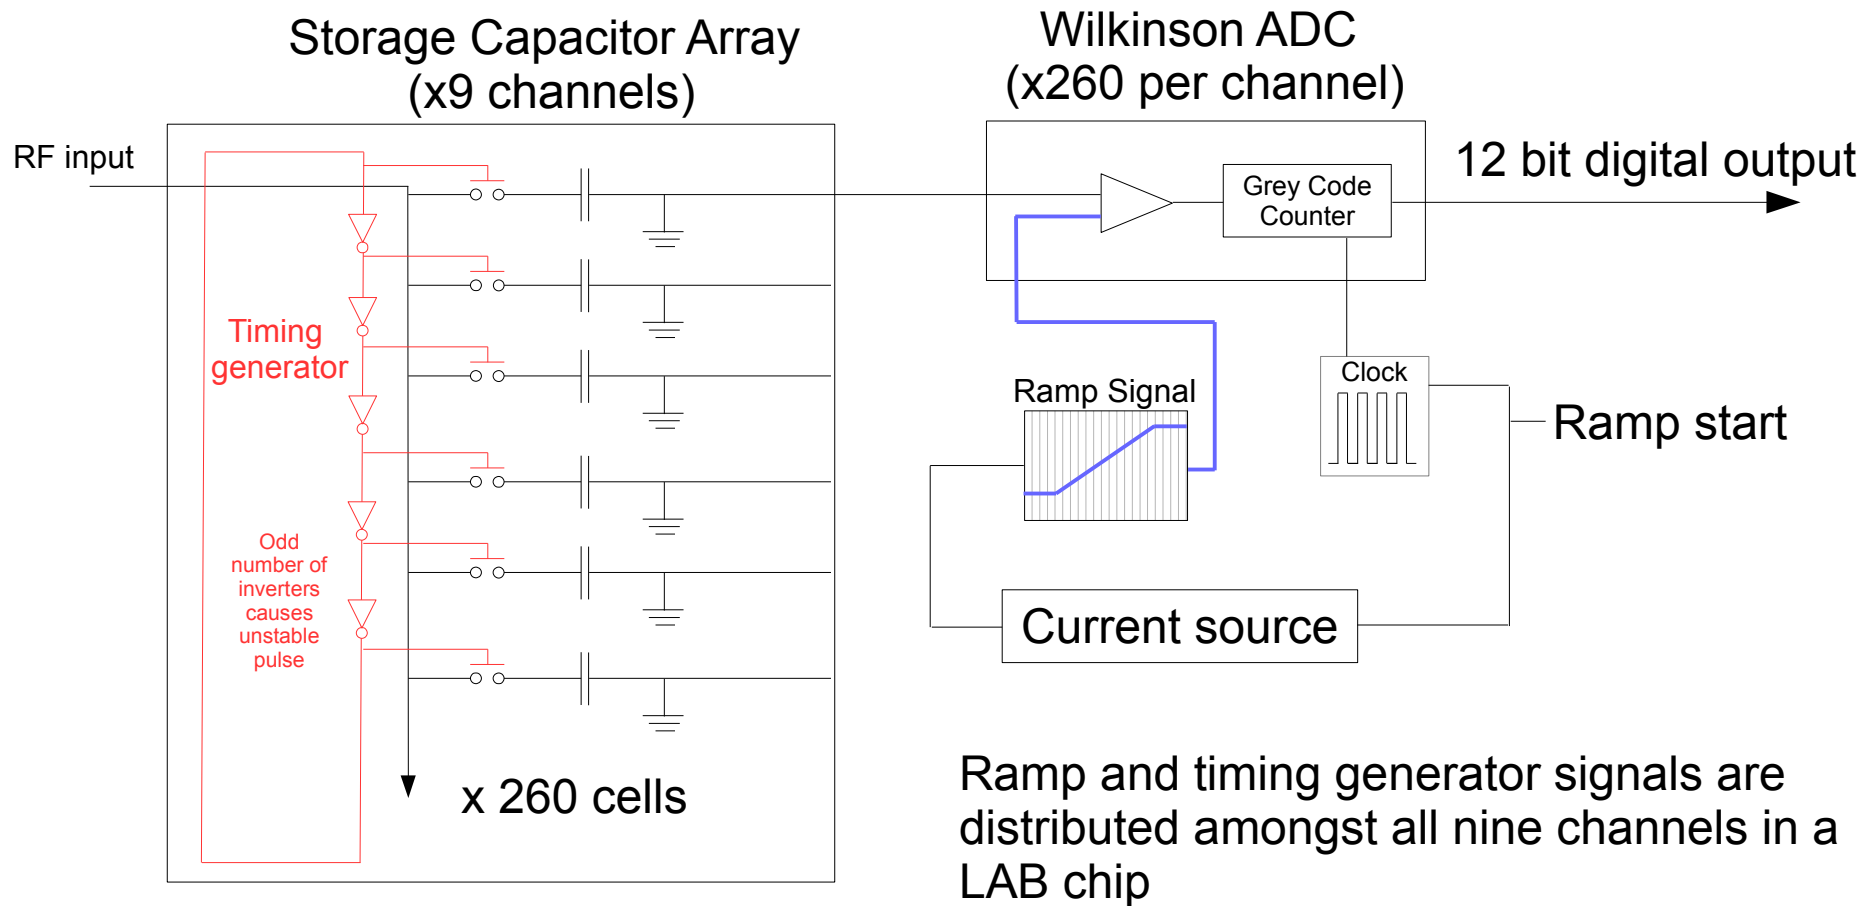 Storage Capacitor Array
(x9 channels)
Wilkinson ADC
(x260 per channel)
RF input
12 bit digital output
Grey Code
Counter
Timing
generator
Clock
Ramp Signal
Ramp start
Odd
number of
inverters
causes
unstable
pulse
Current source
x 260 cells
Ramp and timing generator signals are
distributed amongst all nine channels in a
LAB chip